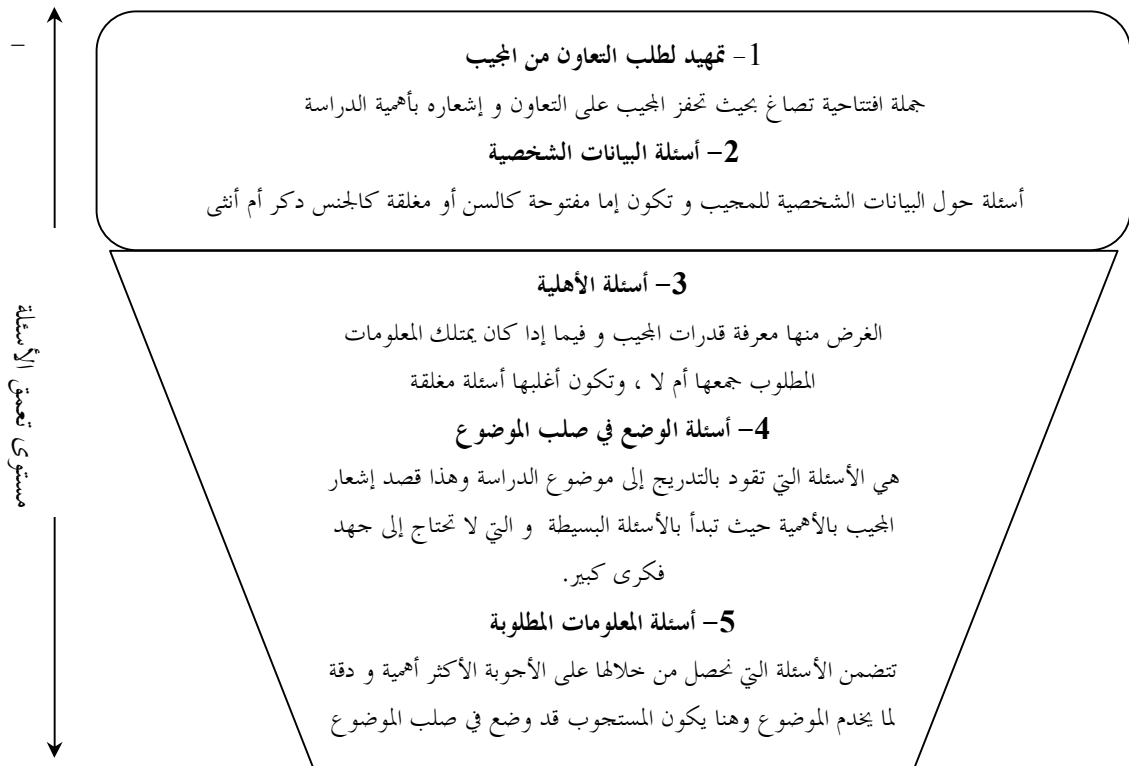 1- تمهيد لطلب التعاون من المجيب
جملة افتتاحية تصاغ بحيث تحفز المجيب على التعاون و إشعاره بأهمية الدراسة
2- أسئلة البيانات الشخصية
أسئلة حول البيانات الشخصية للمجيب و تكون إما مفتوحة كالسن أو مغلقة كالجنس دكر أم أنثى
3- أسئلة الأهلية
الغرض منها معرفة قدرات المجيب و فيما إدا كان يمتلك المعلومات
المطلوب جمعها أم لا ، وتكون أغلبها أسئلة مغلقة
4- أسئلة الوضع في صلب الموضوع
هي الأسئلة التي تقود بالتدريج إلى موضوع الدراسة وهذا قصد إشعار
المجيب بالأهمية حيث تبدأ بالأسئلة البسيطة و التي لا تحتاج إلى جهد
فكرى كبير.
5- أسئلة المعلومات المطلوبة
تتضمن الأسئلة التي نحصل من خلالها على الأجوبة الأكثر أهمية و دقة
لما يخدم الموضوع وهنا يكون المستجوب قد وضع في صلب الموضوع
–
مستوى تعمق الأسئلة